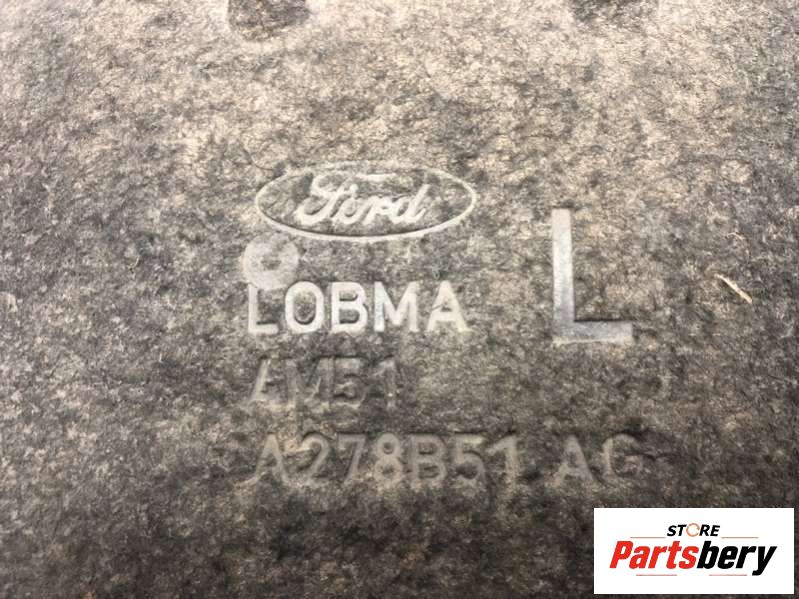 Ford
LOBMA L
AM51
A278B51 AG
STORE
Partsbery